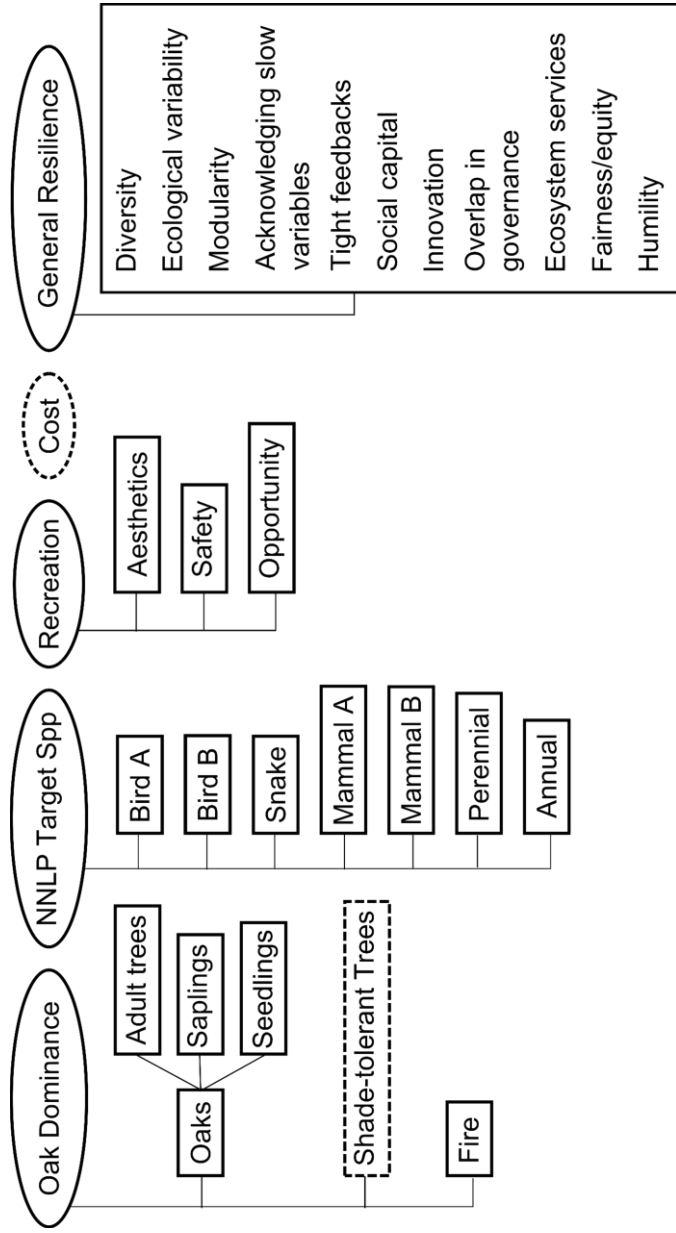 Oak Dominance
Oaks
Adult trees
Saplings
Seedlings
Shade-tolerant Trees
Fire
NNLP Target Spp
Bird A
Bird B
Snake
Mammal A
Mammal B
Perennial
Annual
Recreation
Aesthetics
Safety
Opportunity
Cost
General Resilience
Diversity
Ecological variability
Modularity
Acknowledging slow
variables
Tight feedbacks
Social capital
Innovation
Overlap in
governance
Ecosystem services
Fairness/equity
Humility